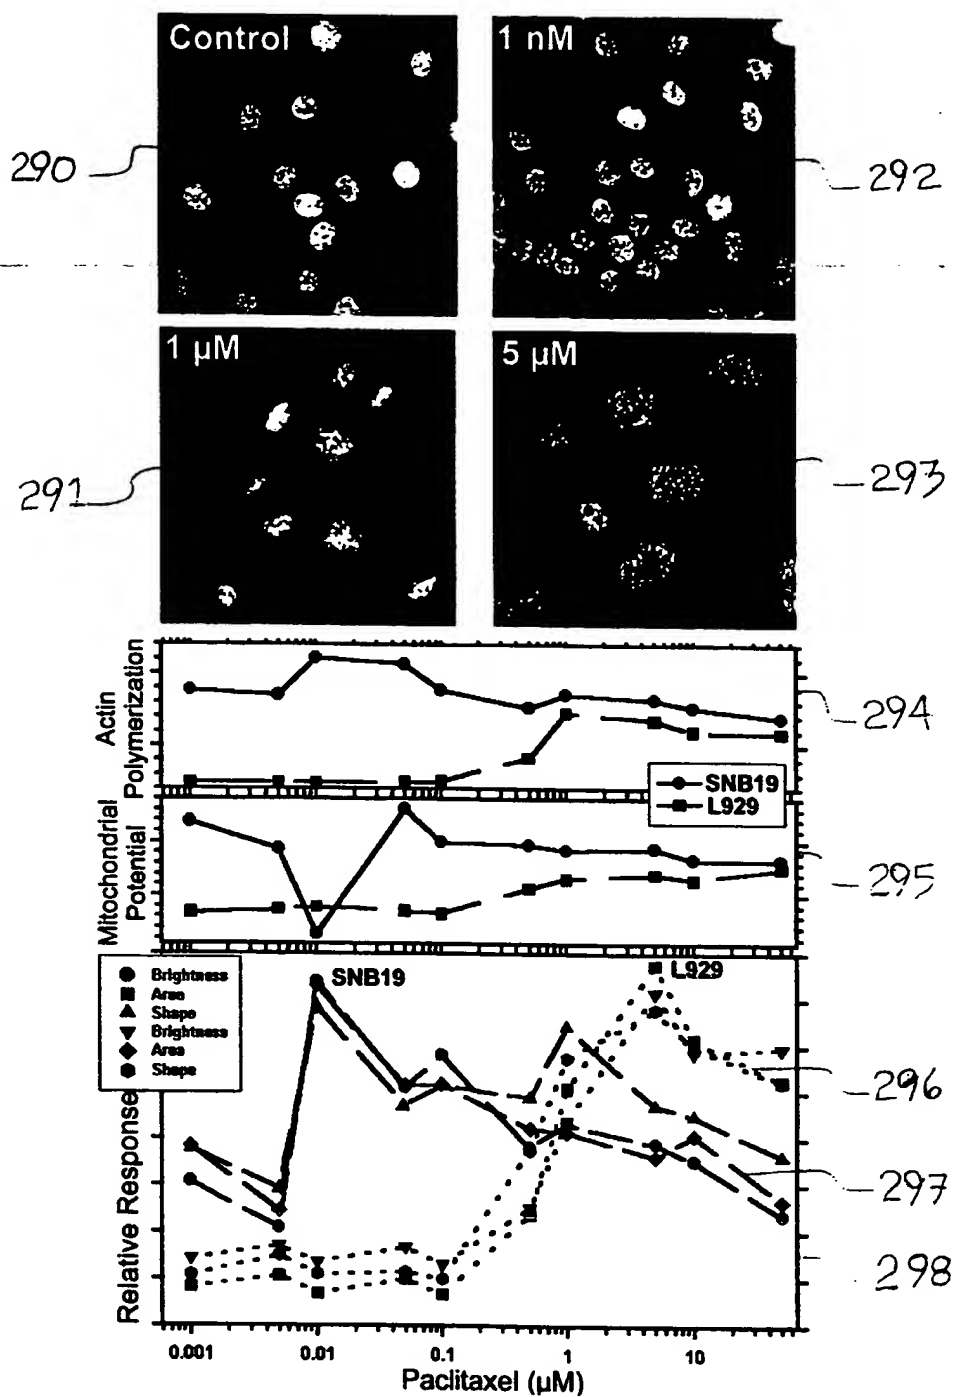 Control
1 nM
290
292
1 µM
5 µM
291
293
Actin
Polymerization
294
SNB19
L929
Mitochondrial
Potential
295
Brightness
Area
Shape
Brightness
Area
Shape
SNB19
L929
296
Relative Response
297
298
0.001 0.01 0.1 1 10
Paclitaxel (µM)